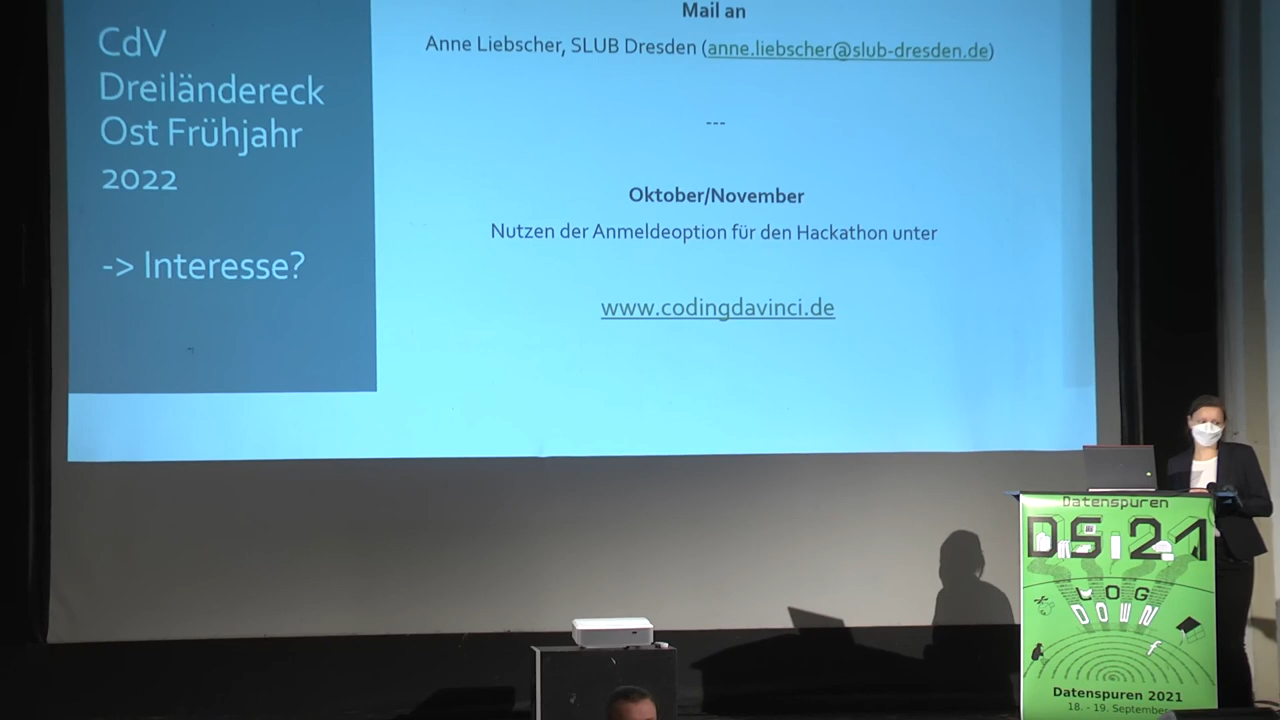 CdV
Dreiländereck
Ost Frühjahr
2022
-> Interesse?
Mail an
Anne Liebscher, SLUB Dresden (anne.liebscher@slub-dresden.de)
---
Oktober/November
Nutzen der Anmeldeoption für den Hackathon unter
www.codingdavinci.de
Datenspuren
DS:21
LOG
DOWN
Datenspuren 2021
18. - 19. September